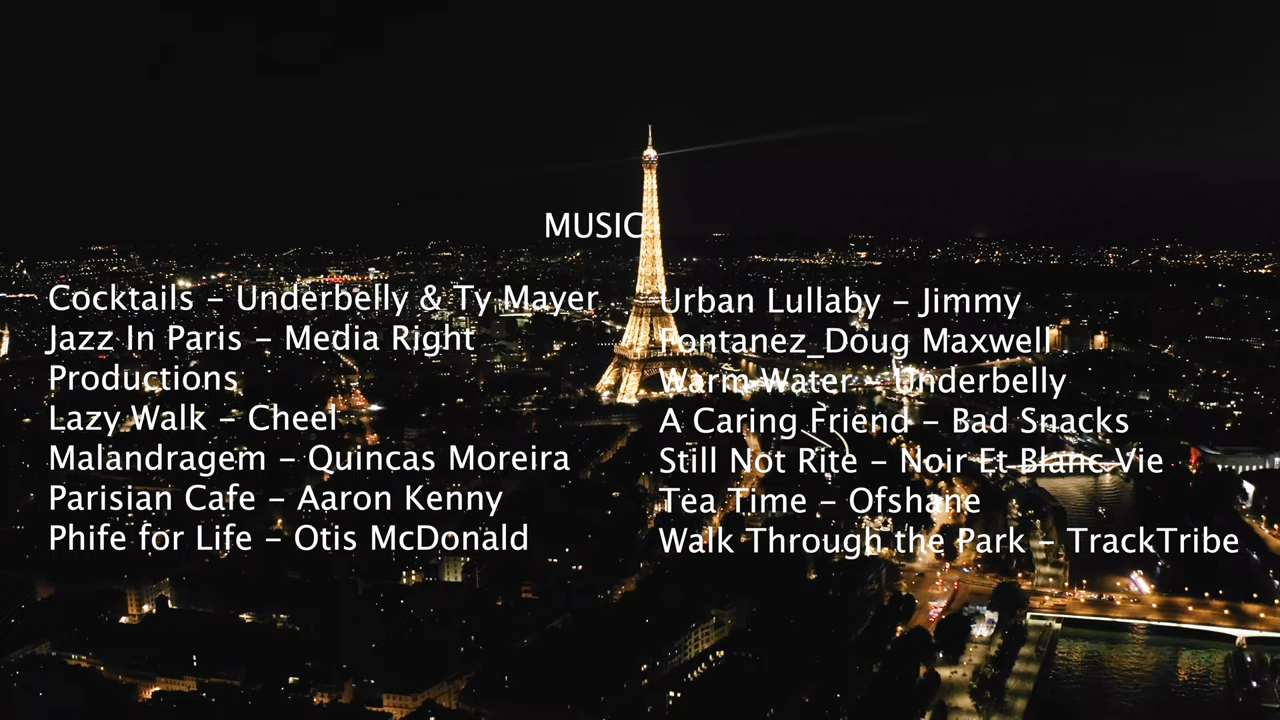 MUSIC
Cocktails – Underbelly & Ty Mayer
Jazz In Paris – Media Right
Productions
Lazy Walk – Cheel
Malandragem – Quincas Moreira
Parisian Cafe – Aaron Kenny
Phife for Life – Otis McDonald
Urban Lullaby – Jimmy
Fontanez_Doug Maxwell
Warm Water – Underbelly
A Caring Friend – Bad Snacks
Still Not Rite – Noir Et Blanc Vie
Tea Time – Ofshane
Walk Through the Park – TrackTribe